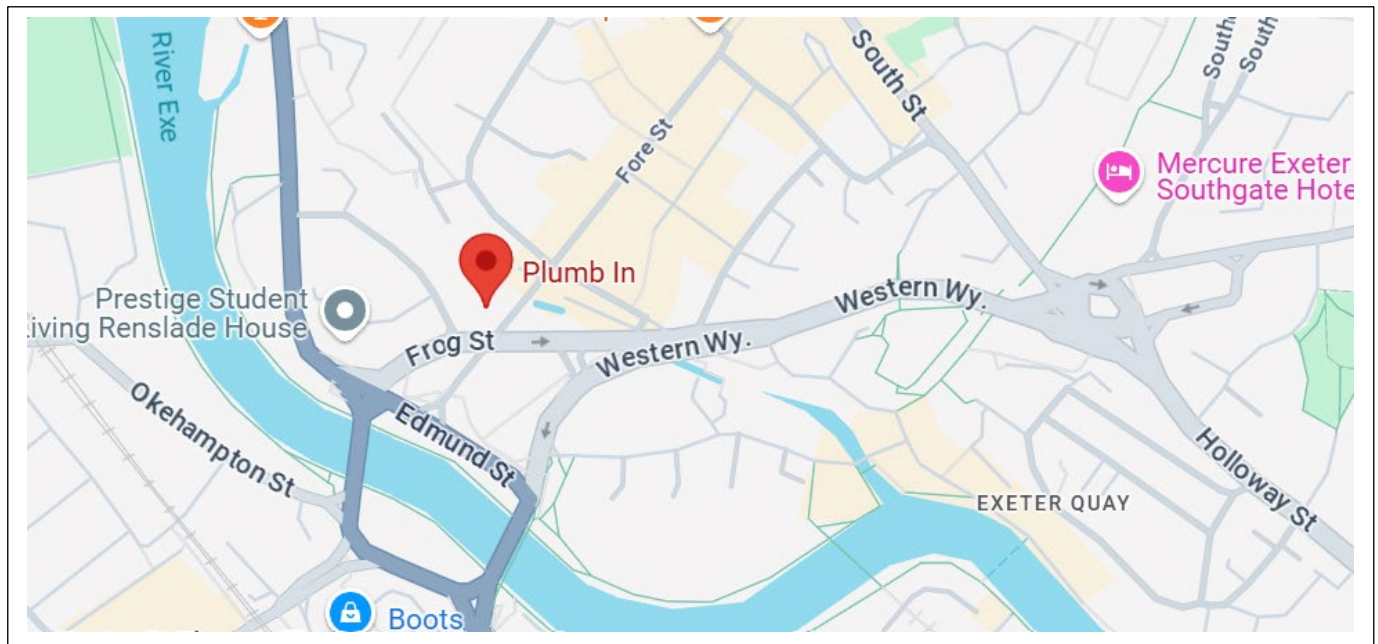 River Exe
South St
Fore St
Mercure Exeter
Southgate Hote
Plumb In
Prestige Student
iving Renslade House
Frog St
Western Wy.
Western Wy.
Okehampton St
Edmund St
Holloway St
EXETER QUAY
Boots